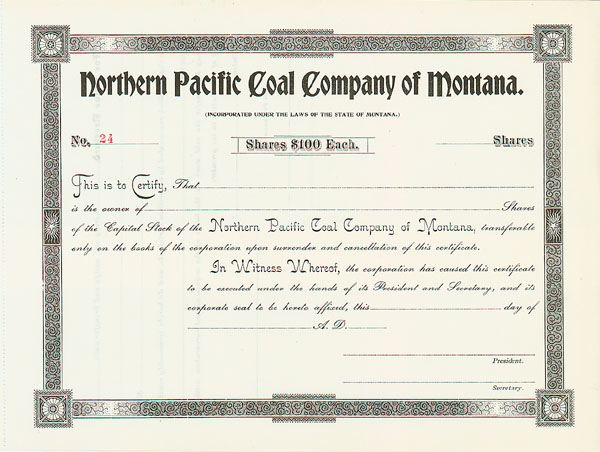 Northern Pacific Coal Company of Montana.
(INCORPORATED UNDER THE LAWS OF THE STATE OF MONTANA.)
No. 24 Shares $100 Each. Shares
This is to Certify, That
is the owner of Shares
of the Capital Stock of the Northern Pacific Coal Company of Montana, transferable
only on the books of the corporation upon surrender and cancellation of this certificate.
In Witness Whereof, the corporation has caused this certificate
to be executed under the hands of its President and Secretary, and its
corporate seal to be hereto affixed, this day of
A. D.
President.
Secretary.